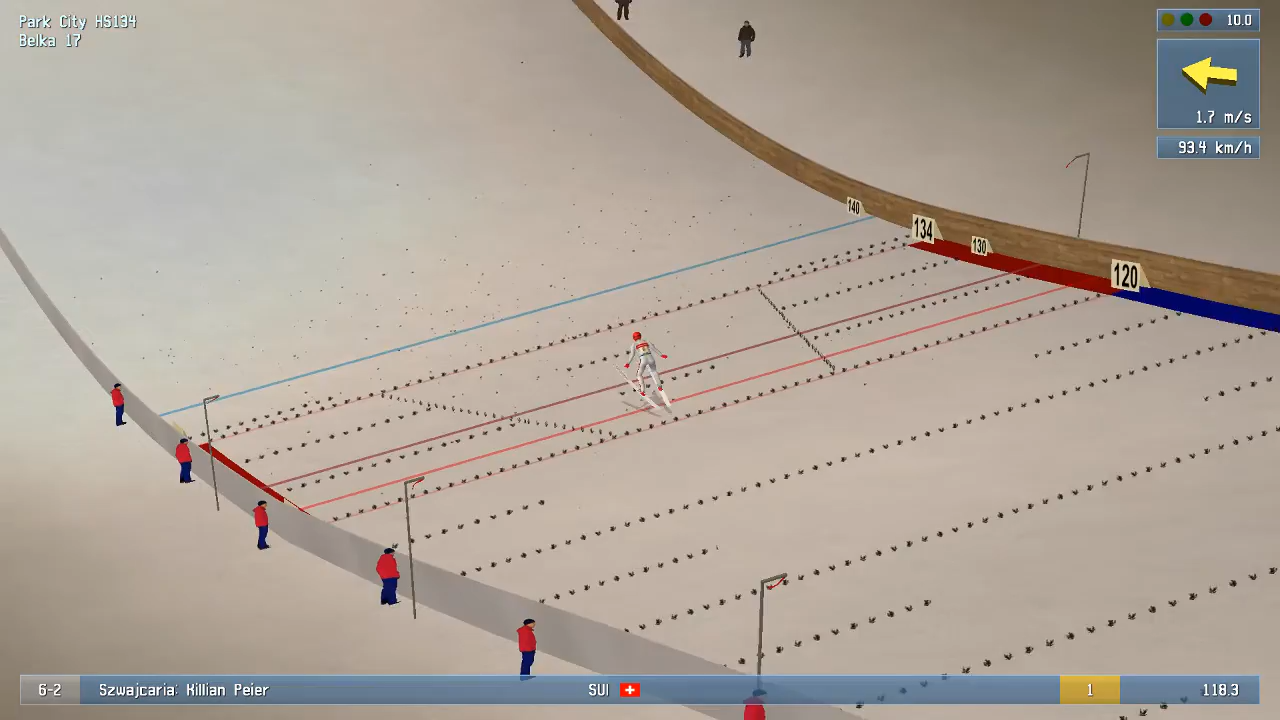 Park City HS134
Belka 17
10.0
1.7 m/s
93.4 km/h
140
134
130
120
6-2 Szwajcaria: Killian Peier SUI 1 118.3